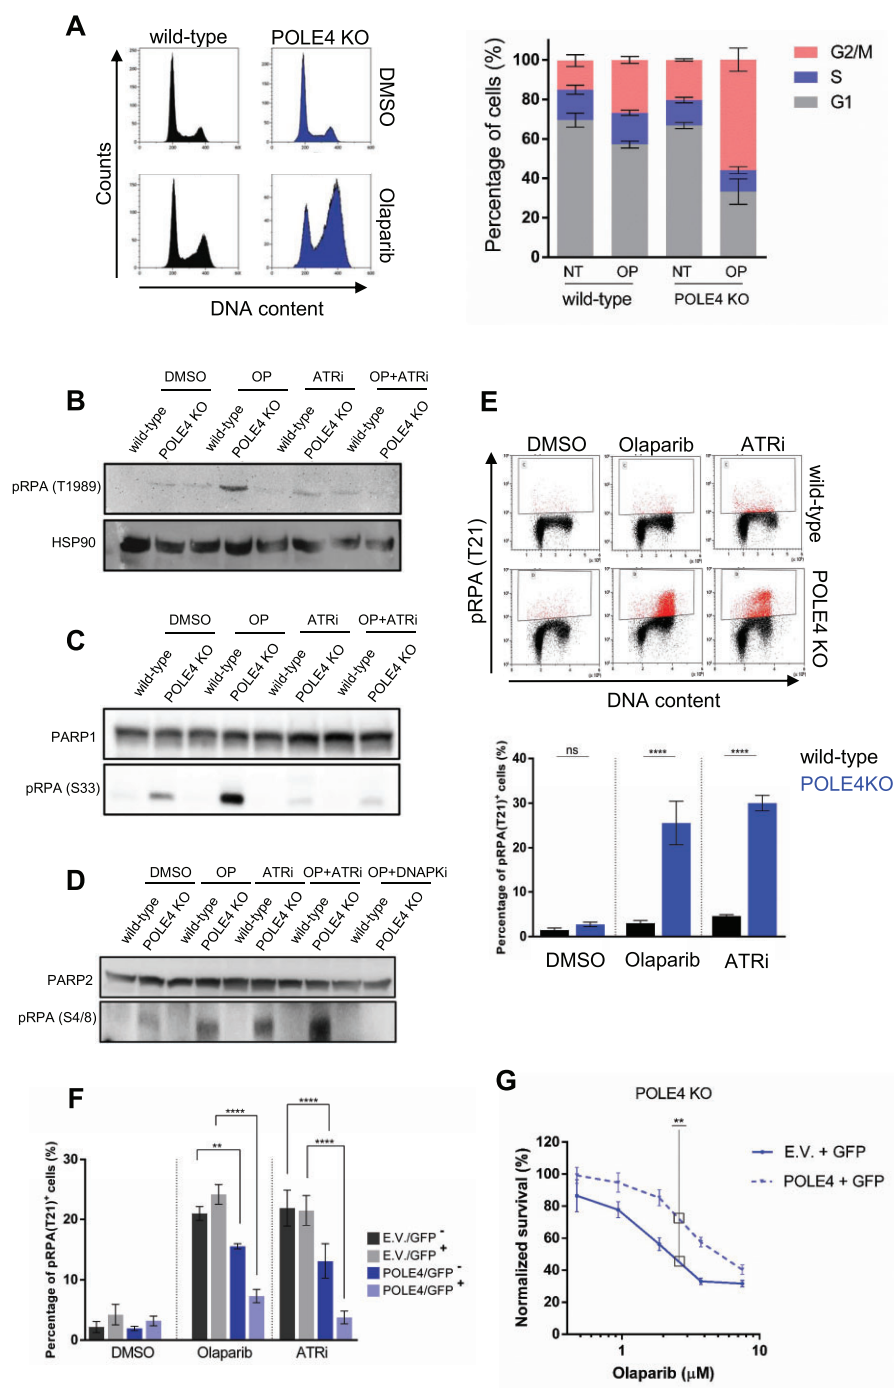 A
wild-type
POLE4 KO
DMSO
Olaparib
Counts
DNA content
Percentage of cells (%)
100
80
60
40
20
0
NT
OP
NT
OP
wild-type
POLE4 KO
G2/M
S
G1
B
DMSO
OP
ATRi
OP+ATRi
wild-type
POLE4 KO
wild-type
POLE4 KO
wild-type
POLE4 KO
wild-type
POLE4 KO
pRPA (T1989)
HSP90
C
DMSO
OP
ATRi
OP+ATRi
wild-type
POLE4 KO
wild-type
POLE4 KO
wild-type
POLE4 KO
wild-type
POLE4 KO
PARP1
pRPA (S33)
D
DMSO
OP
ATRi
OP+ATRi
OP+DNAPKi
wild-type
POLE4 KO
wild-type
POLE4 KO
wild-type
POLE4 KO
wild-type
POLE4 KO
wild-type
POLE4 KO
PARP2
pRPA (S4/8)
E
DMSO
Olaparib
ATRi
wild-type
POLE4 KO
pRPA (T21)
DNA content
Percentage of pRPA(T21)⁺ cells (%)
40
30
20
10
0
ns
****
****
DMSO
Olaparib
ATRi
wild-type
POLE4KO
F
Percentage of pRPA(T21)⁺ cells (%)
30
20
10
0
**
****
****
****
DMSO
Olaparib
ATRi
E.V./GFP⁻
E.V./GFP⁺
POLE4/GFP⁻
POLE4/GFP⁺
G
POLE4 KO
**
Normalized survival (%)
120
100
80
60
40
20
0
1
10
Olaparib (μM)
E.V. + GFP
POLE4 + GFP